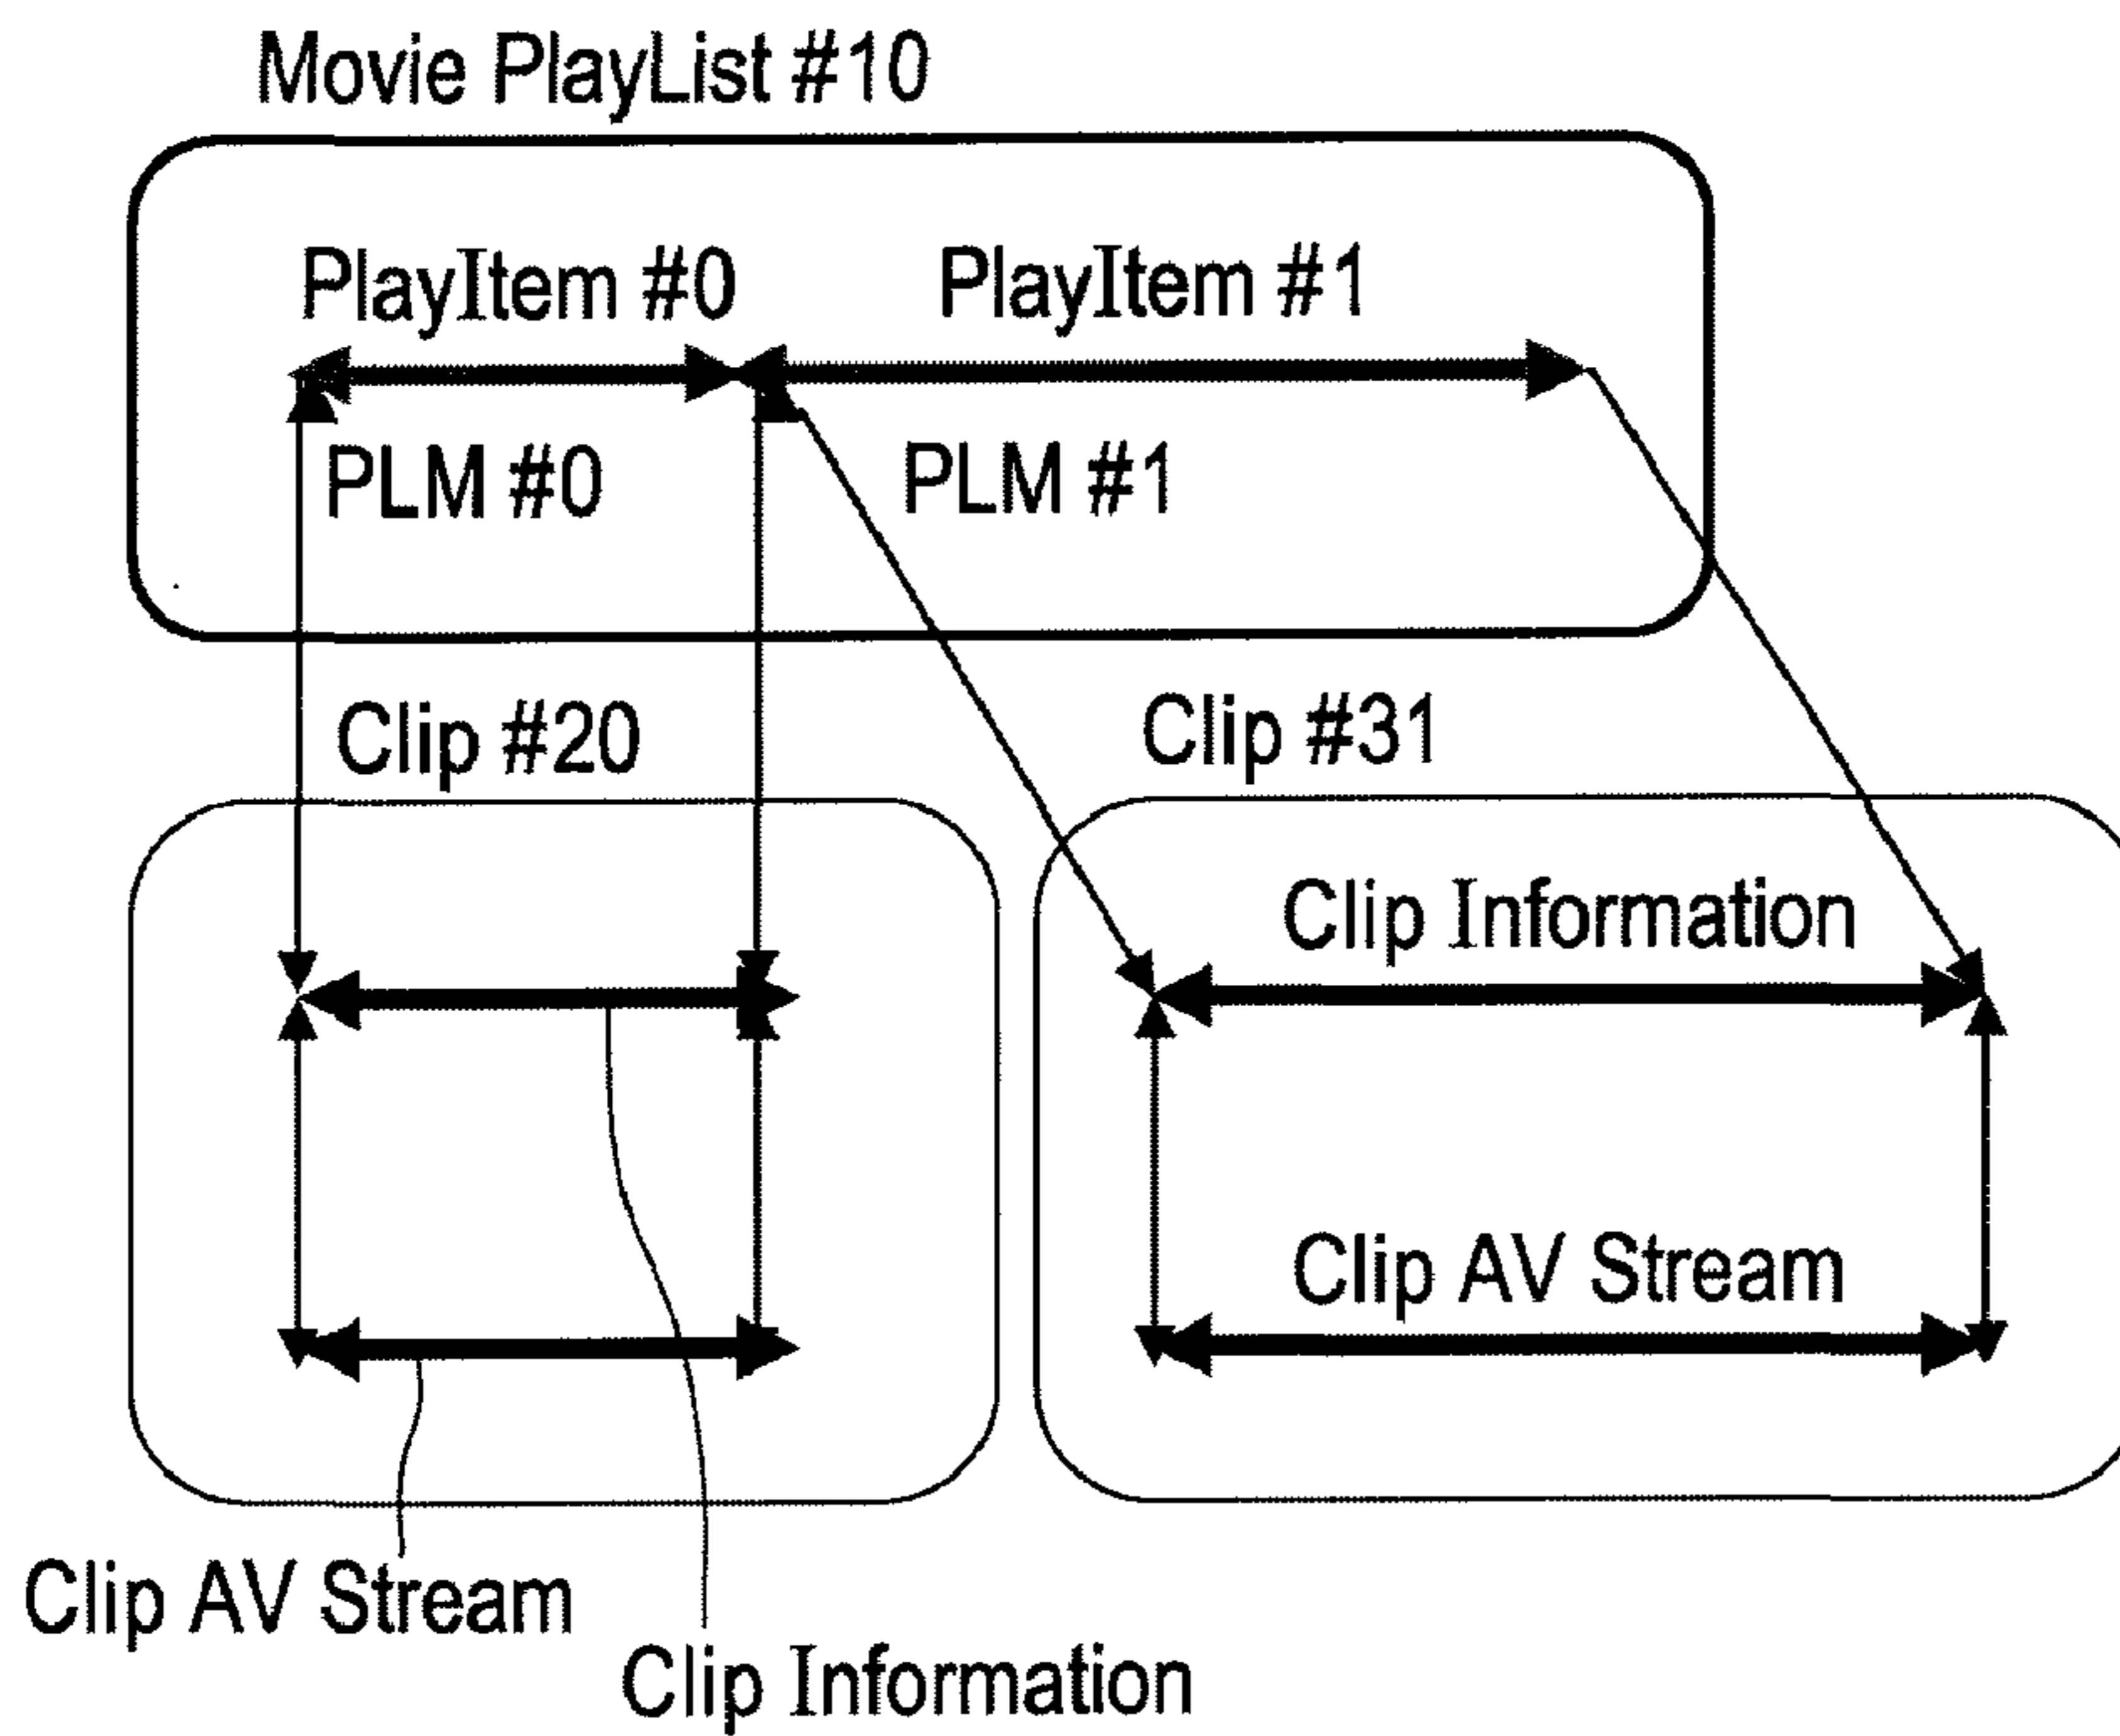 Movie PlayList #10
PlayItem #0
PlayItem #1
PLM #0
PLM #1
Clip #20
Clip #31
Clip Information
Clip AV Stream
Clip AV Stream
Clip Information